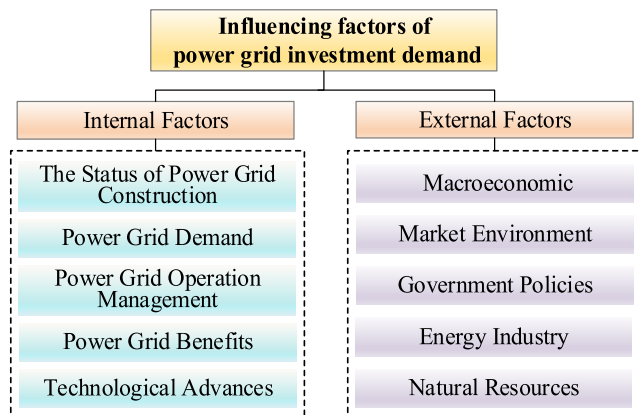 Influencing factors of
power grid investment demand
Internal Factors
The Status of Power Grid
Construction
Power Grid Demand
Power Grid Operation
Management
Power Grid Benefits
Technological Advances
External Factors
Macroeconomic
Market Environment
Government Policies
Energy Industry
Natural Resources